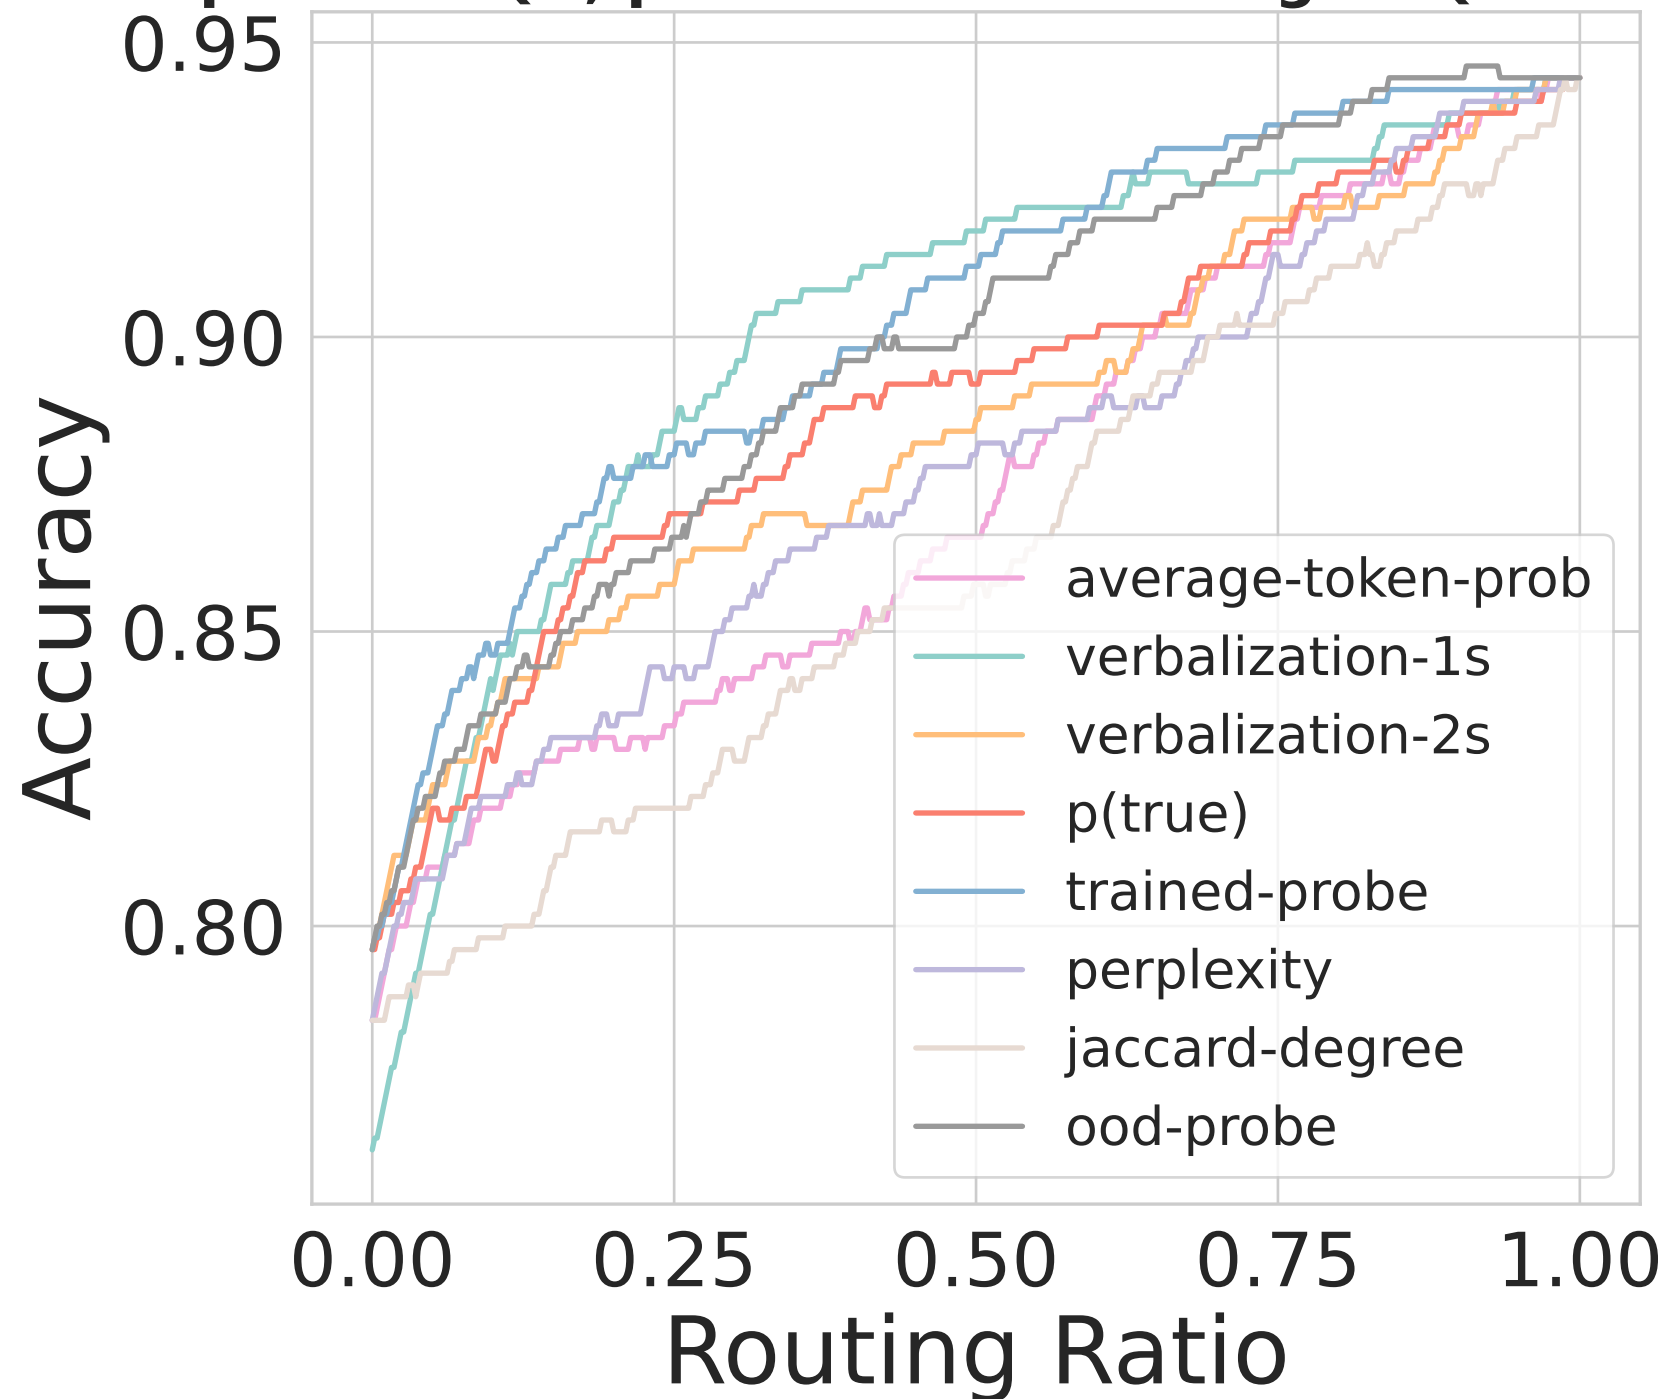 0.95
0.90
0.85
0.80
Accuracy
average-token-prob
verbalization-1s
verbalization-2s
p(true)
trained-probe
perplexity
jaccard-degree
ood-probe
0.00 0.25 0.50 0.75 1.00
Routing Ratio